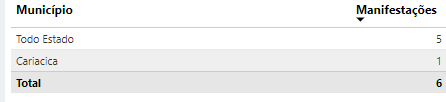 Município Manifestações
Todo Estado 5
Cariacica 1
Total 6